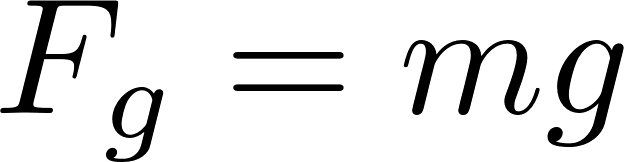 F_g = mg